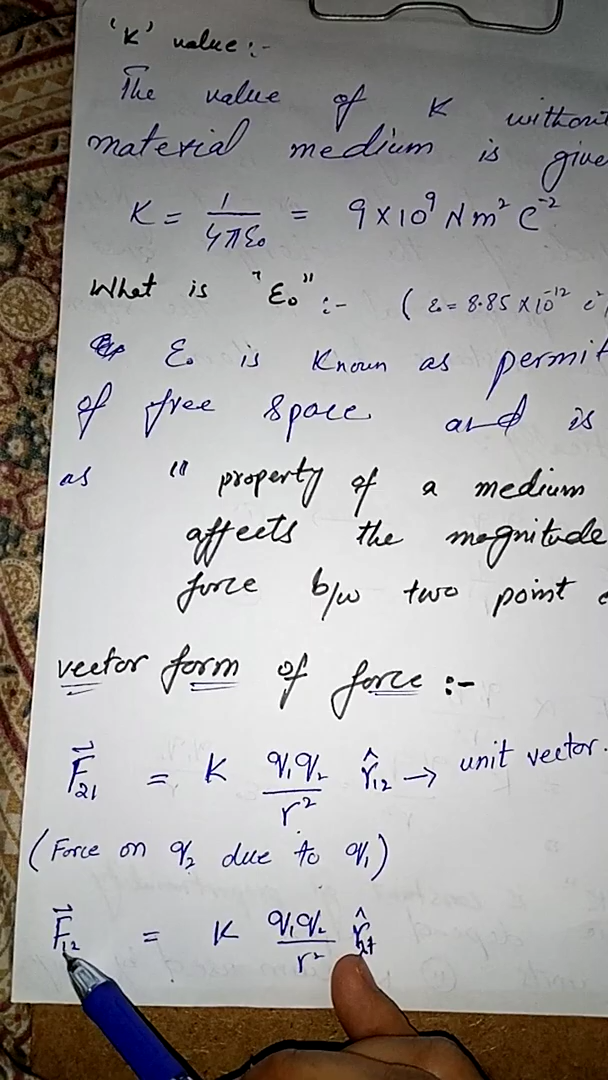 'K' value :-
The value of K without
material medium is give
K = 1/4πε₀ = 9×10⁹ Nm² C⁻²
What is "ε₀" :- ( ε₀ = 8.85 × 10⁻¹² c²
ε₀ is known as permit
of free space and is
as " property of a medium
affects the magnitude
force b/w two point
vector form of force :-
F⃗₂₁ = K q₁q₂/r² r̂₁₂ → unit vector.
(Force on q₂ due to q₁)
F⃗₁₂ = K q₁q₂/r² r̂₂₁